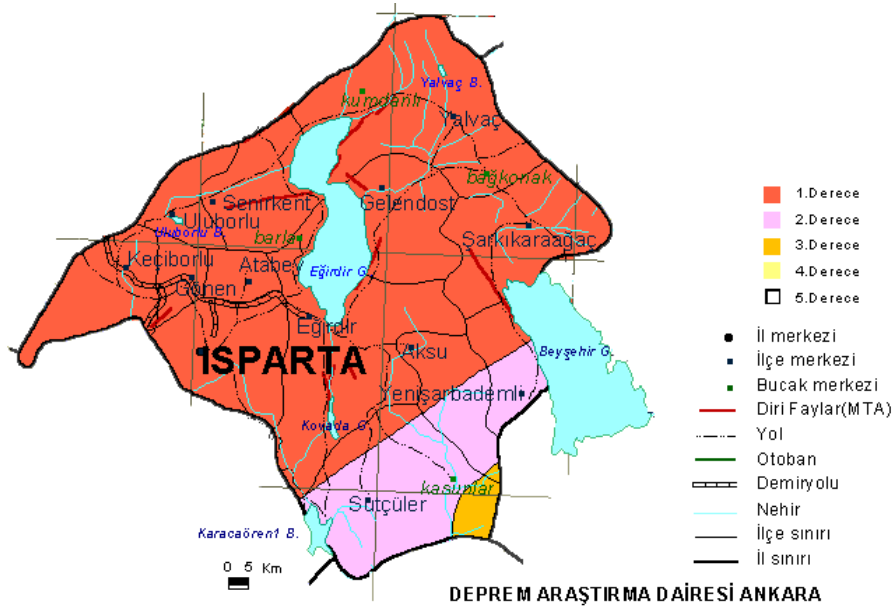 Yalvaç B.
kumdanlı
Yalvaç
bağkonak
Senirkent
Gelendost
Uluborlu
Uluborlu B.
barla
Şarkıkaraağaç
Keçiborlu
Atabey
Eğirdir G.
Gönen
Eğirdir
ISPARTA
Aksu
Beyşehir G.
Yenişarbademli
Kovada G.
kasımlar
Sütçüler
Karacaören1 B.
0 5 Km
1.Derece
2.Derece
3.Derece
4.Derece
5.Derece
İl merkezi
İlçe merkezi
Bucak merkezi
Diri Faylar(MTA)
Yol
Otoban
Demiryolu
Nehir
İlçe sınırı
İl sınırı
DEPREM ARAŞTIRMA DAİRESİ ANKARA